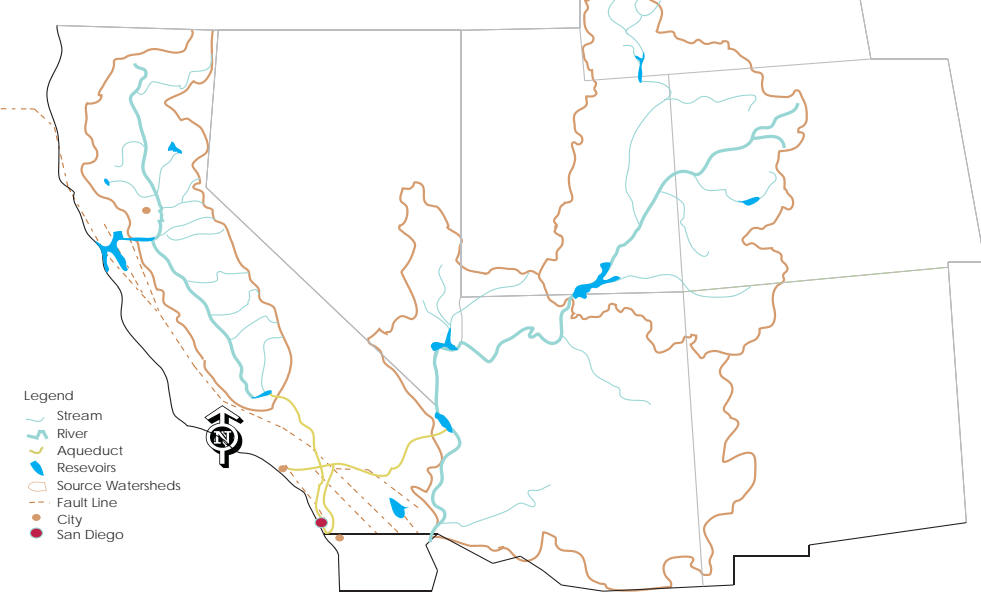 Legend
Stream
River
Aqueduct
Resevoirs
Source Watersheds
Fault Line
City
San Diego
N